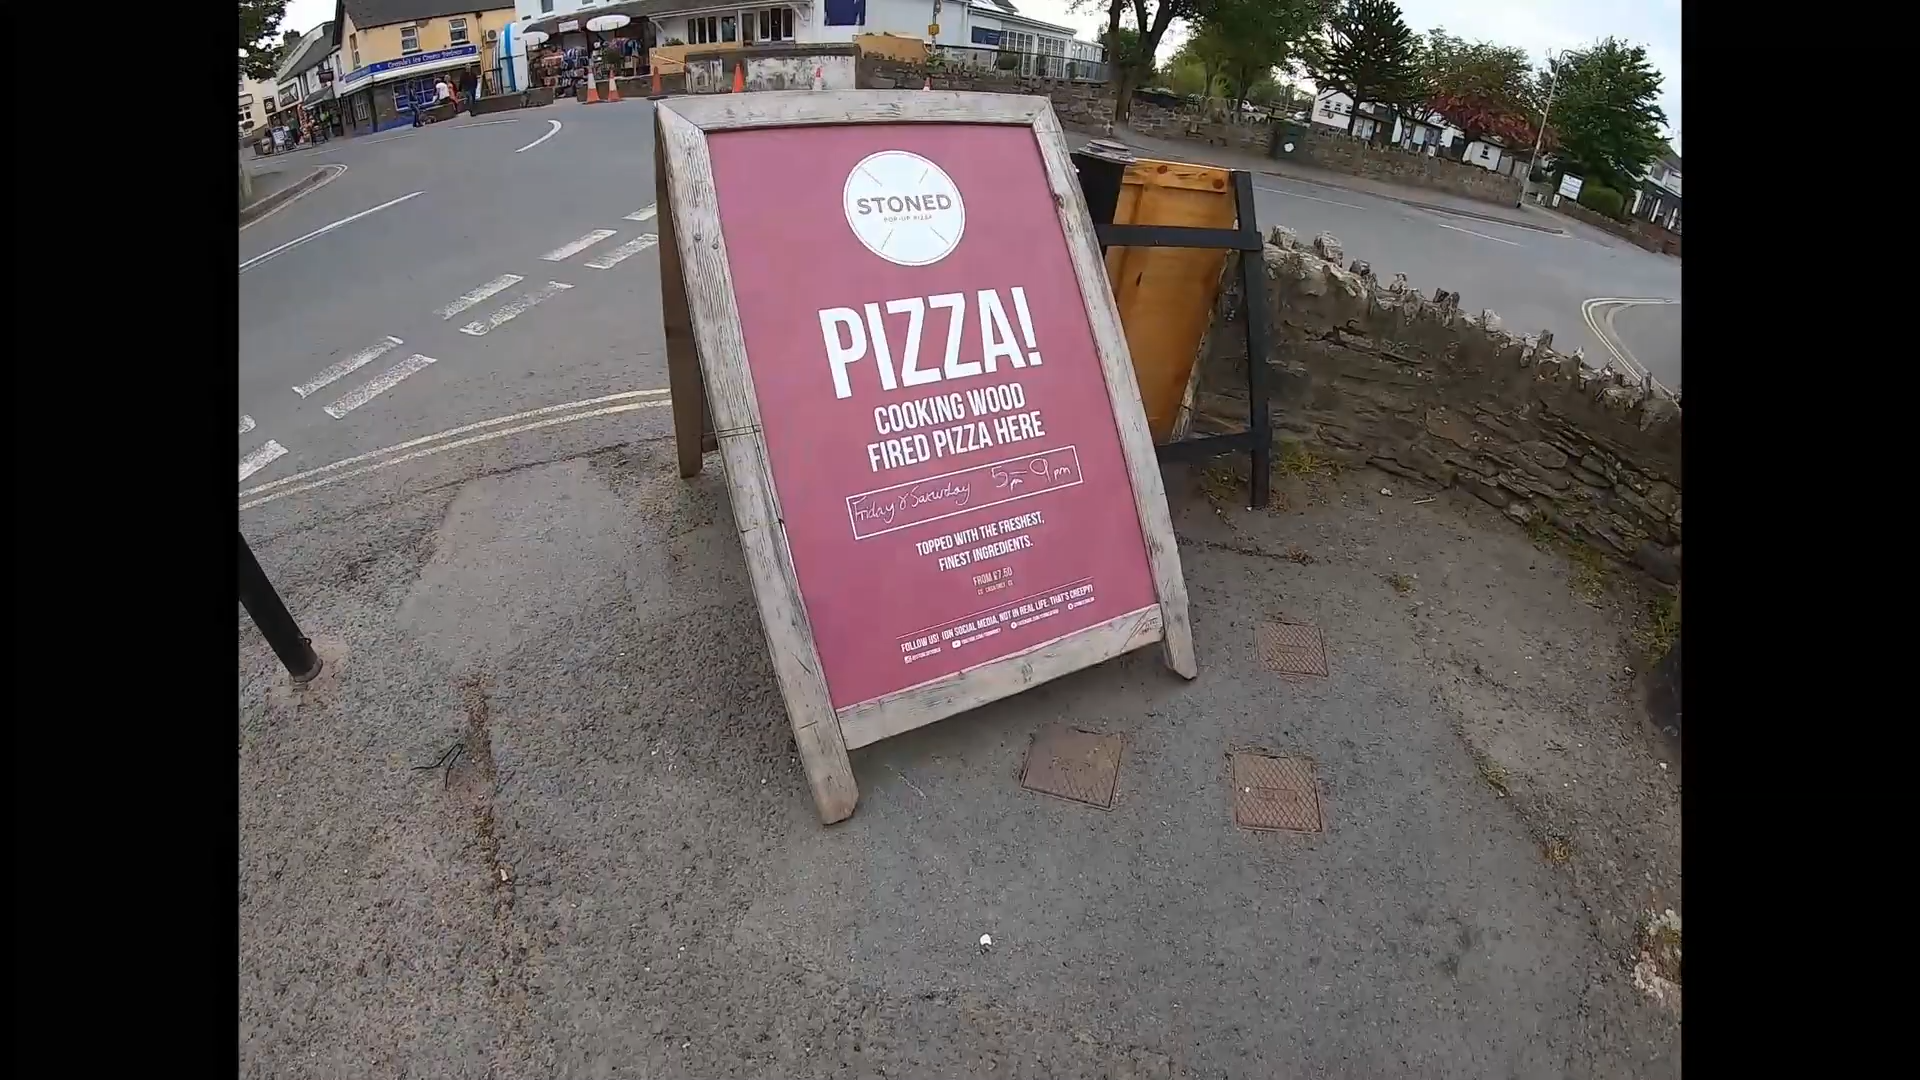 STONED
POP-UP PIZZA
PIZZA!
COOKING WOOD
FIRED PIZZA HERE
Friday & Saturday 5pm - 9pm
TOPPED WITH THE FRESHEST,
FINEST INGREDIENTS.
FROM £7.50
FOLLOW US! (ON SOCIAL MEDIA, NOT IN REAL LIFE. THAT'S CREEPY)